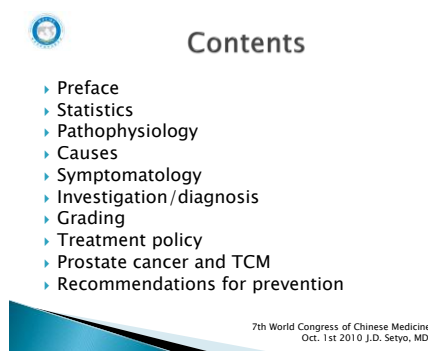 Contents
Preface
Statistics
Pathophysiology
Causes
Symptomatology
Investigation/diagnosis
Grading
Treatment policy
Prostate cancer and TCM
Recommendations for prevention
7th World Congress of Chinese Medicine
Oct. 1st 2010 J.D. Setyo, MD